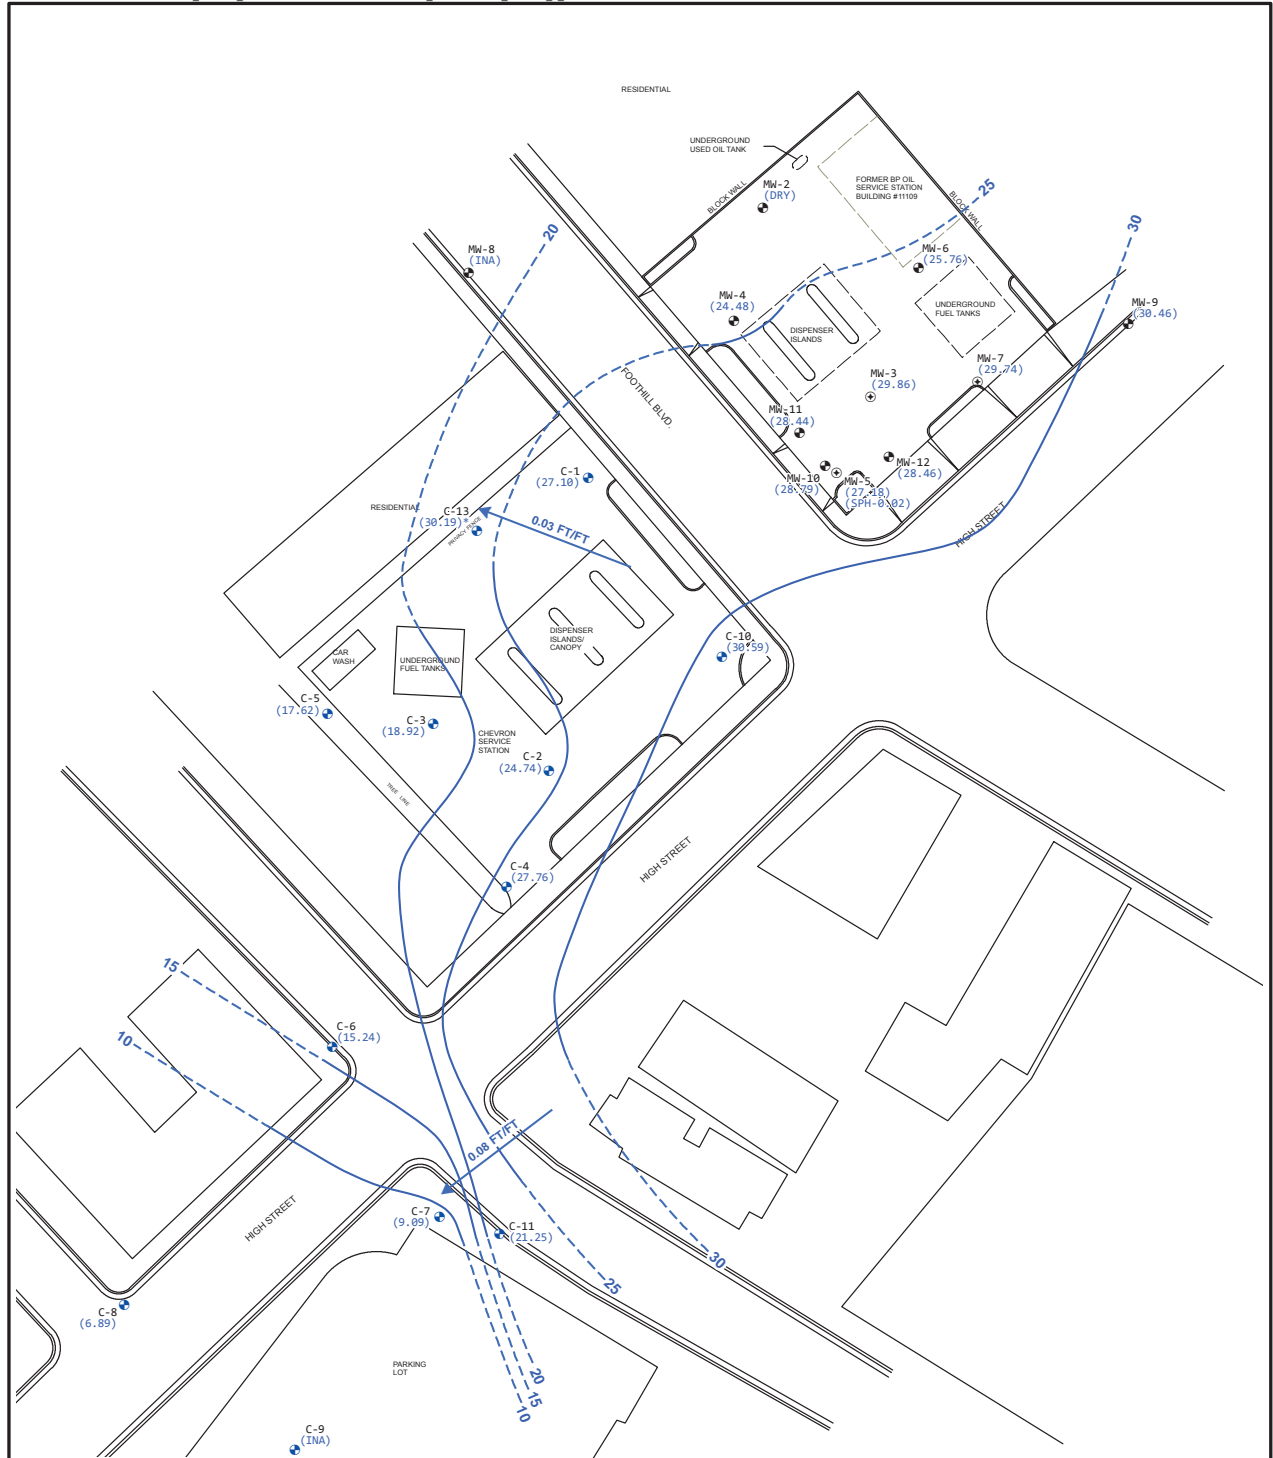 RESIDENTIAL
UNDERGROUND
USED OIL TANK
BLOCK WALL
MW-2
(DRY)
FORMER BP OIL
SERVICE STATION
BUILDING #11109
BLOCK WALL
25
30
20
MW-8
(INA)
MW-6
(25.76)
MW-4
(24.48)
UNDERGROUND
FUEL TANKS
MW-9
(30.46)
DISPENSER
ISLANDS
MW-7
(29.74)
MW-3
(29.86)
FOOTHILL BLVD.
MW-11
(28.44)
MW-12
(28.46)
MW-10
(28.79)
MW-5
(27.18)
(SPH-0.02)
C-1
(27.10)
RESIDENTIAL
C-13
(30.19)*
PRIVACY FENCE
0.03 FT/FT
HIGH STREET
DISPENSER
ISLANDS/
CANOPY
C-10
(30.59)
CAR
WASH
UNDERGROUND
FUEL TANKS
C-5
(17.62)
C-3
(18.92)
CHEVRON
SERVICE
STATION
C-2
(24.74)
TREE LINE
HIGH STREET
C-4
(27.76)
15
10
C-6
(15.24)
0.08 FT/FT
C-7
(9.09)
HIGH STREET
C-11
(21.25)
30
25
C-8
(6.89)
PARKING
LOT
20
15
10
C-9
(INA)